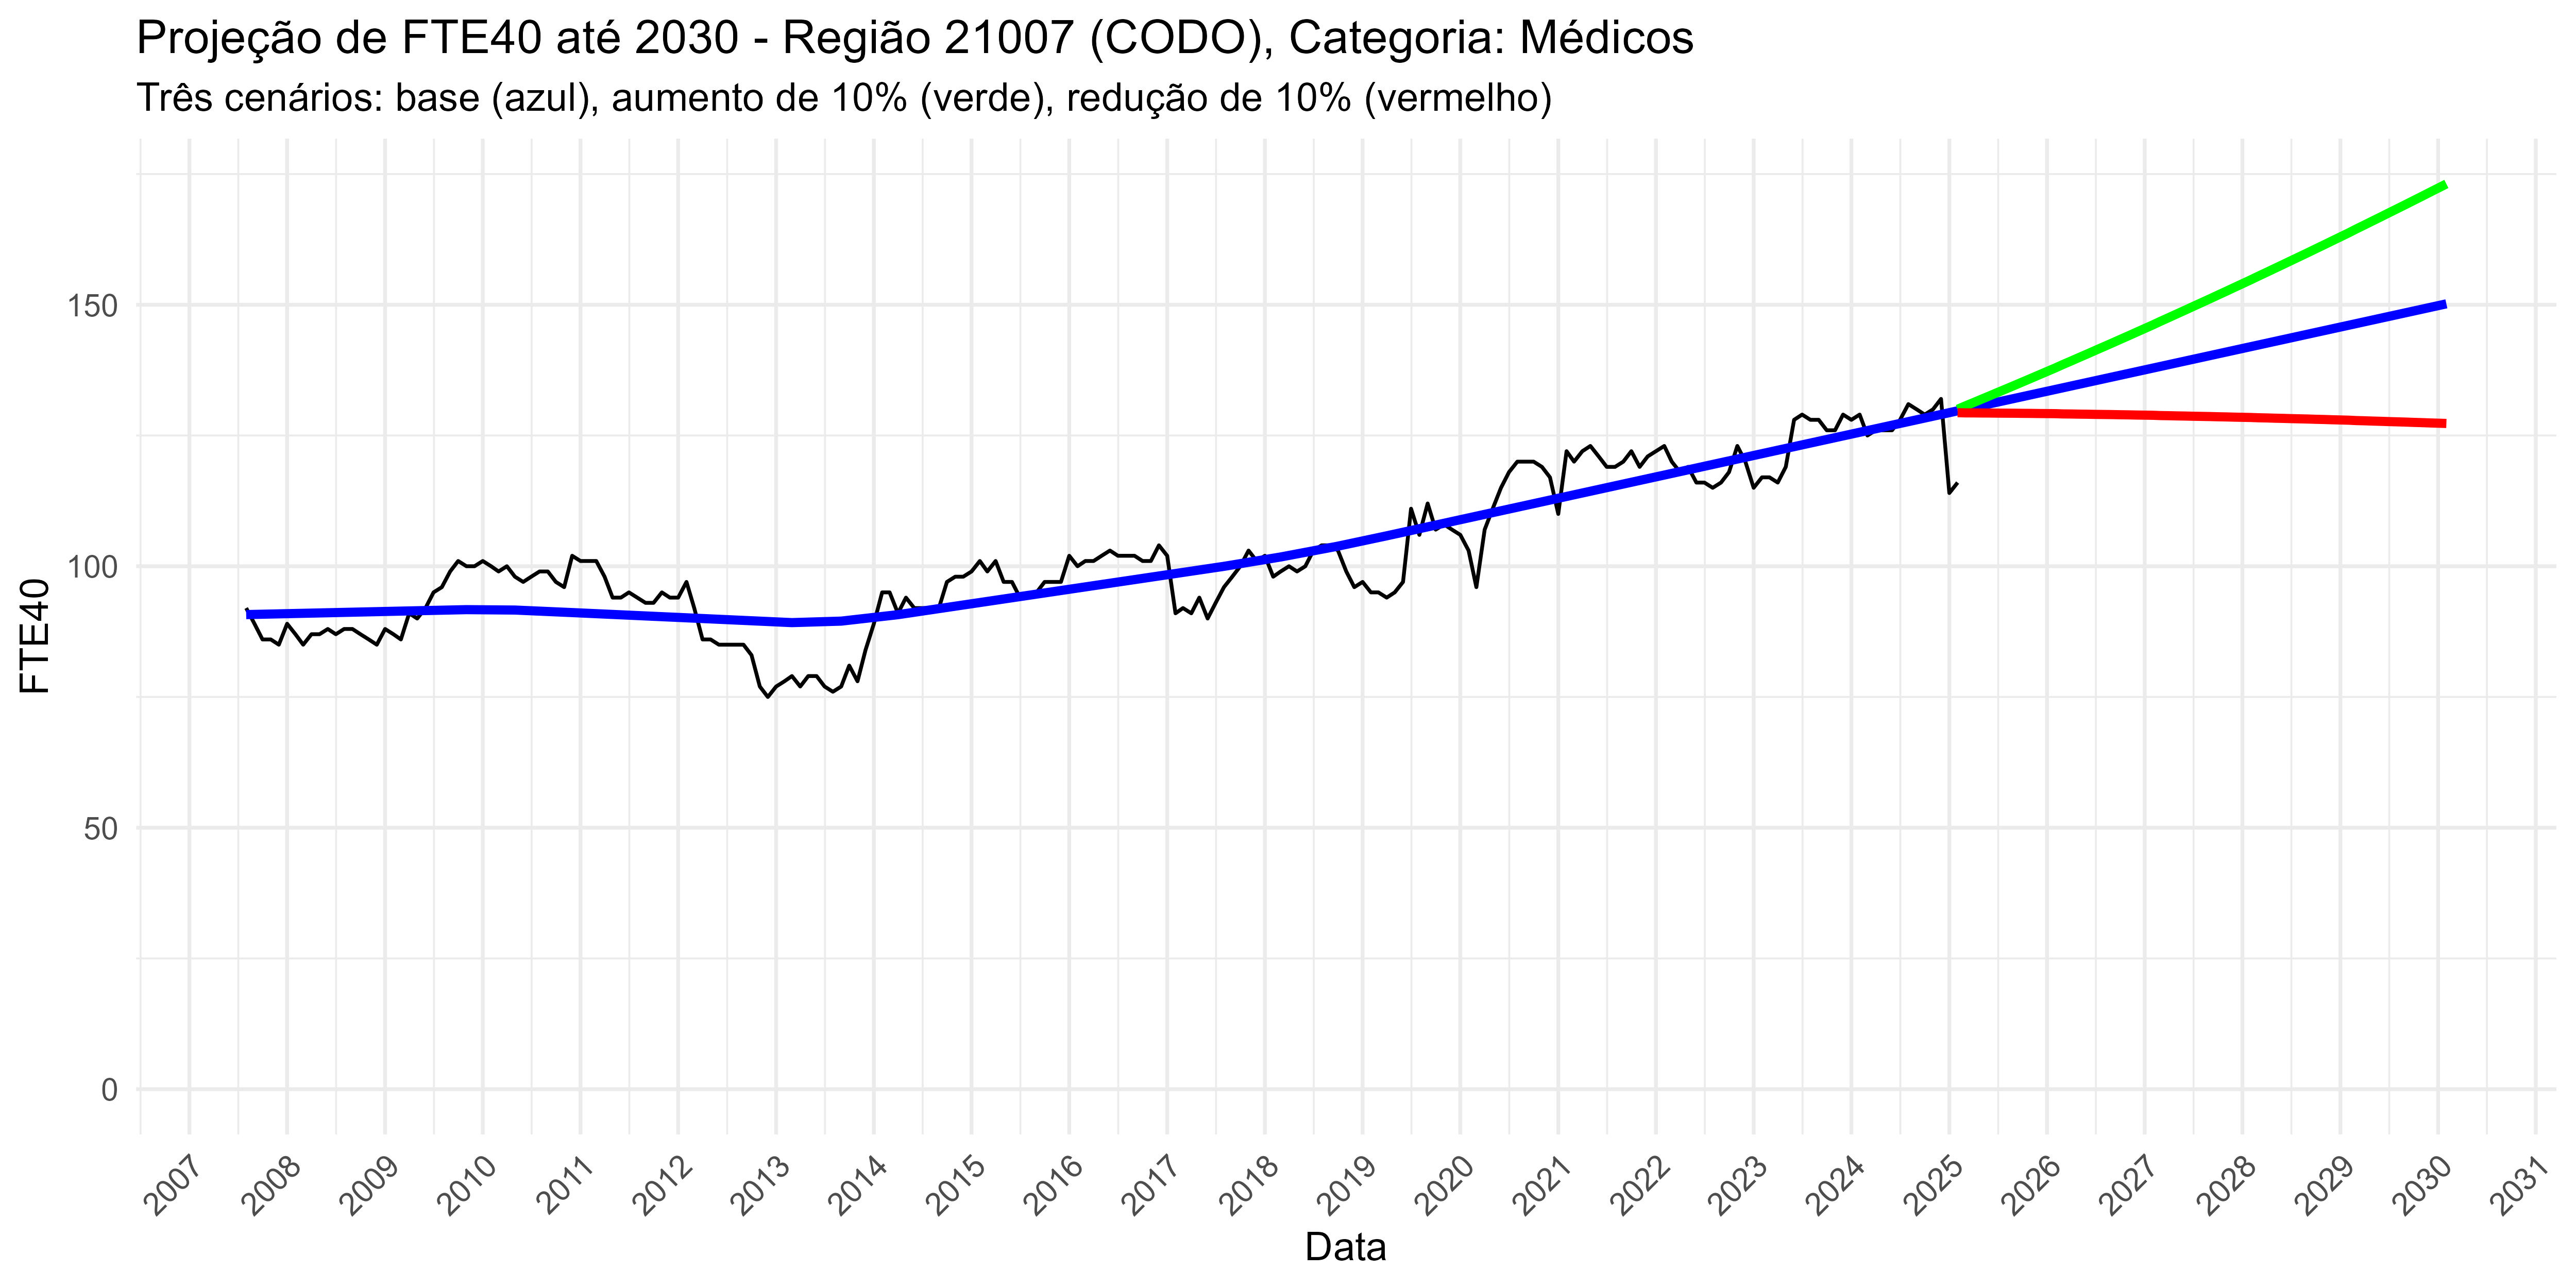 Projeção de FTE40 até 2030 - Região 21007 (CODO), Categoria: Médicos
Três cenários: base (azul), aumento de 10% (verde), redução de 10% (vermelho)
150
100
50
0
FTE40
2007 2008 2009 2010 2011 2012 2013 2014 2015 2016 2017 2018 2019 2020 2021 2022 2023 2024 2025 2026 2027 2028 2029 2030 2031
Data